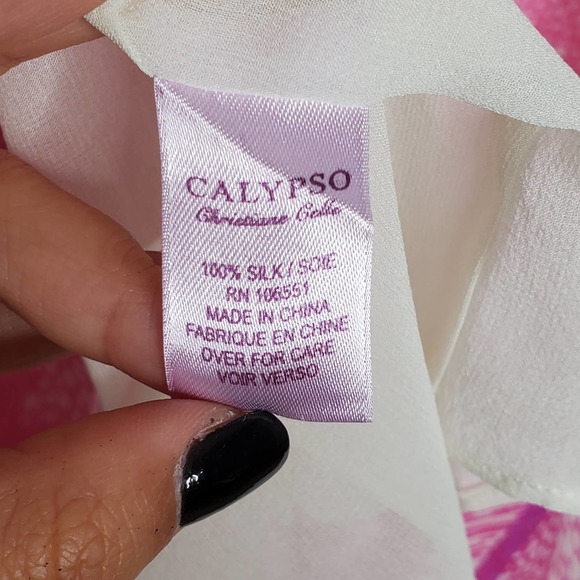 CALYPSO
Christiane Celle
100% SILK / SOIE
RN 106551
MADE IN CHINA
FABRIQUE EN CHINE
OVER FOR CARE
VOIR VERSO